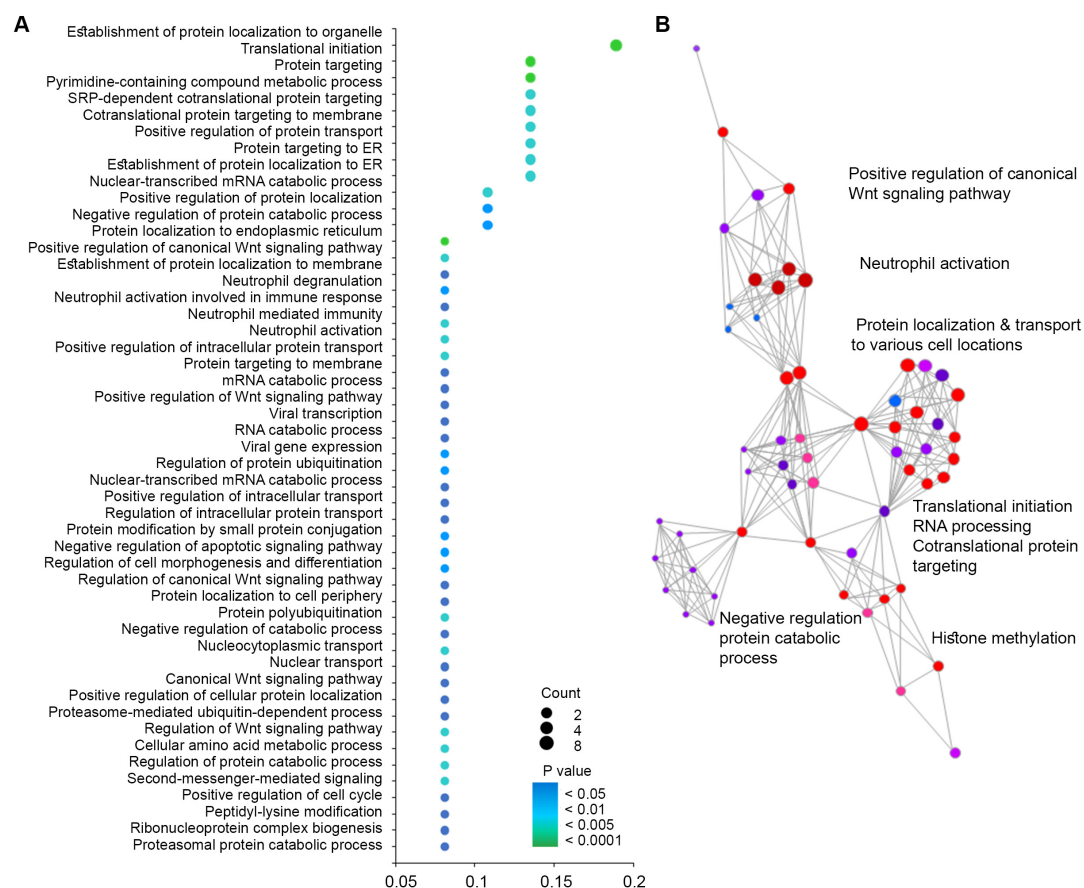 A
B
Establishment of protein localization to organelle
Translational initiation
Protein targeting
Pyrimidine-containing compound metabolic process
SRP-dependent cotranslational protein targeting
Cotranslational protein targeting to membrane
Positive regulation of protein transport
Protein targeting to ER
Establishment of protein localization to ER
Nuclear-transcribed mRNA catabolic process
Positive regulation of protein localization
Negative regulation of protein catabolic process
Protein localization to endoplasmic reticulum
Positive regulation of canonical Wnt signaling pathway
Establishment of protein localization to membrane
Neutrophil degranulation
Neutrophil activation involved in immune response
Neutrophil mediated immunity
Neutrophil activation
Positive regulation of intracellular protein transport
Protein targeting to membrane
mRNA catabolic process
Positive regulation of Wnt signaling pathway
Viral transcription
RNA catabolic process
Viral gene expression
Regulation of protein ubiquitination
Nuclear-transcribed mRNA catabolic process
Positive regulation of intracellular transport
Regulation of intracellular protein transport
Protein modification by small protein conjugation
Negative regulation of apoptotic signaling pathway
Regulation of cell morphogenesis and differentiation
Regulation of canonical Wnt signaling pathway
Protein localization to cell periphery
Protein polyubiquitination
Negative regulation of catabolic process
Nucleocytoplasmic transport
Nuclear transport
Canonical Wnt signaling pathway
Positive regulation of cellular protein localization
Proteasome-mediated ubiquitin-dependent process
Regulation of Wnt signaling pathway
Cellular amino acid metabolic process
Regulation of protein catabolic process
Second-messenger-mediated signaling
Positive regulation of cell cycle
Peptidyl-lysine modification
Ribonucleoprotein complex biogenesis
Proteasomal protein catabolic process
0.05 0.1 0.15 0.2
Count
2
4
8
P value
< 0.05
< 0.01
< 0.005
< 0.0001
Positive regulation of canonical
Wnt sgnaling pathway
Neutrophil activation
Protein localization & transport
to various cell locations
Translational initiation
RNA processing
Cotranslational protein
targeting
Negative regulation
protein catabolic
process
Histone methylation